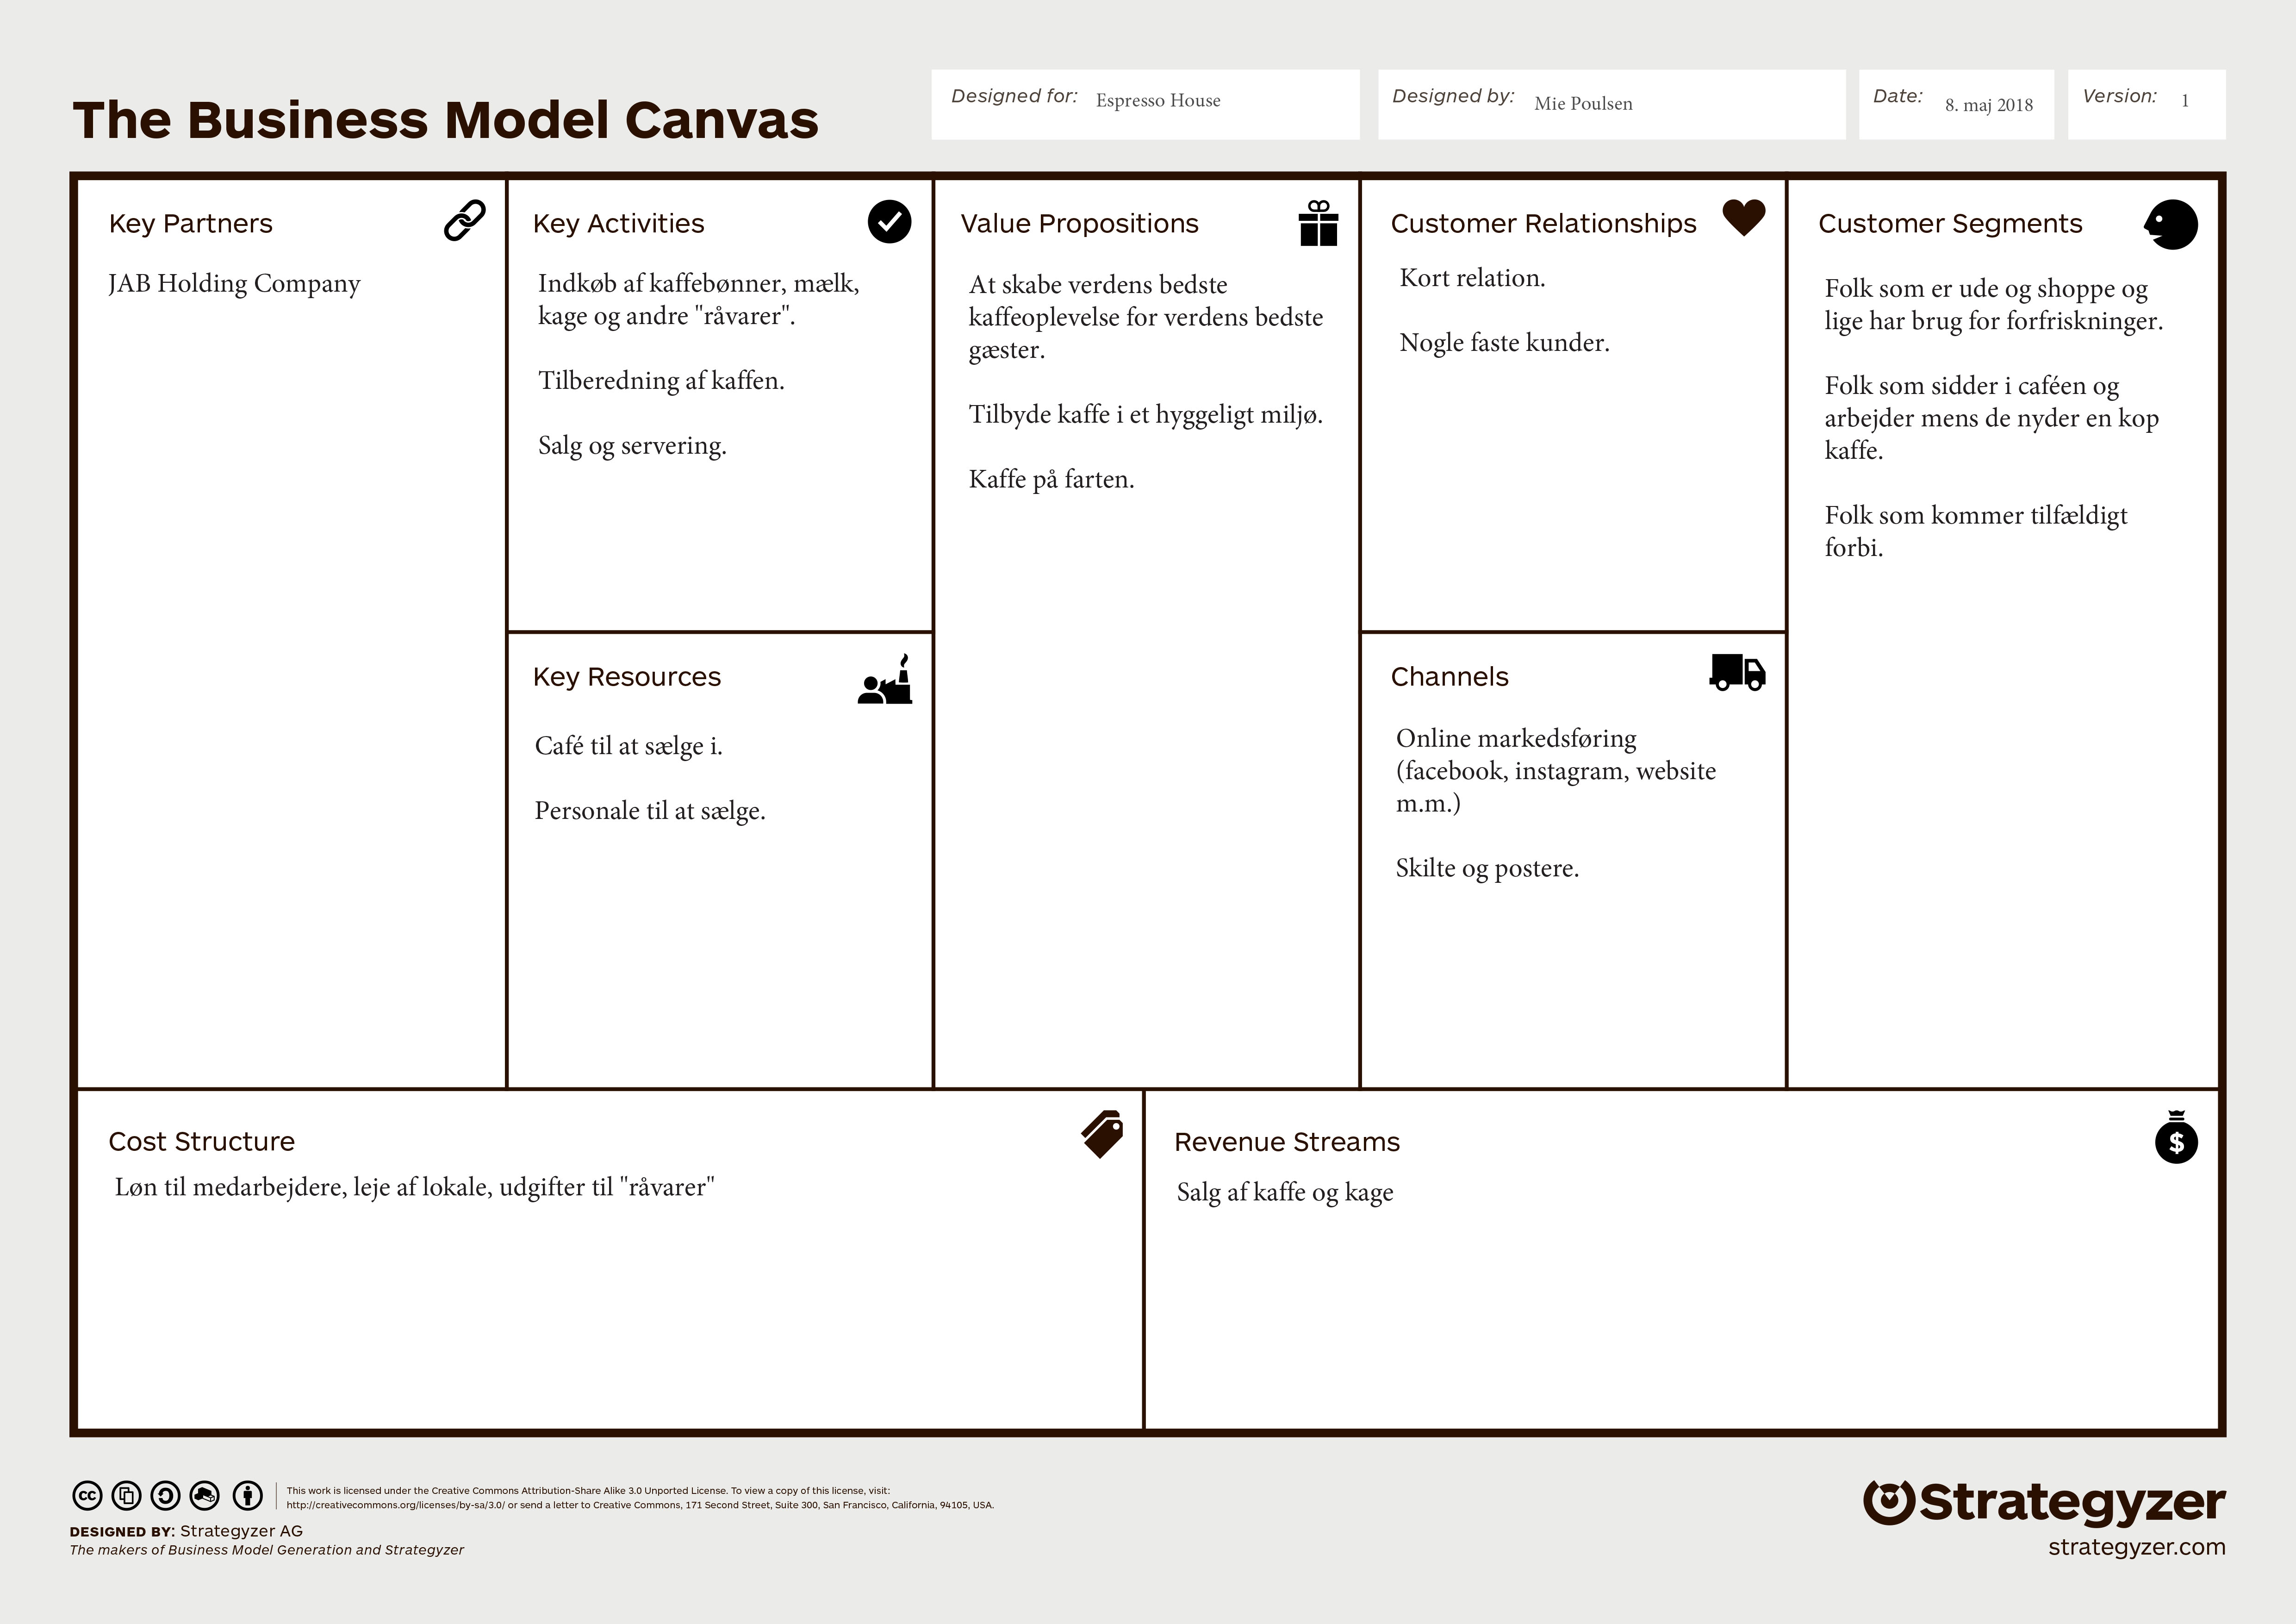 The Business Model Canvas
Designed for: Espresso House
Designed by: Mie Poulsen
Date: 8. maj 2018
Version: 1
Key Partners
JAB Holding Company
Key Activities
Indkøb af kaffebønner, mælk,
kage og andre "råvarer".
Tilberedning af kaffen.
Salg og servering.
Key Resources
Café til at sælge i.
Personale til at sælge.
Value Propositions
At skabe verdens bedste
kaffeoplevelse for verdens bedste
gæster.
Tilbyde kaffe i et hyggeligt miljø.
Kaffe på farten.
Customer Relationships
Kort relation.
Nogle faste kunder.
Channels
Online markedsføring
(facebook, instagram, website
m.m.)
Skilte og postere.
Customer Segments
Folk som er ude og shoppe og
lige har brug for forfriskninger.
Folk som sidder i caféen og
arbejder mens de nyder en kop
kaffe.
Folk som kommer tilfældigt
forbi.
Cost Structure
Løn til medarbejdere, leje af lokale, udgifter til "råvarer"
Revenue Streams
$
Salg af kaffe og kage
cc
This work is licensed under the Creative Commons Attribution-Share Alike 3.0 Unported License. To view a copy of this license, visit:
http://creativecommons.org/licenses/by-sa/3.0/ or send a letter to Creative Commons, 171 Second Street, Suite 300, San Francisco, California, 94105, USA.
DESIGNED BY: Strategyzer AG
The makers of Business Model Generation and Strategyzer
Strategyzer
strategyzer.com